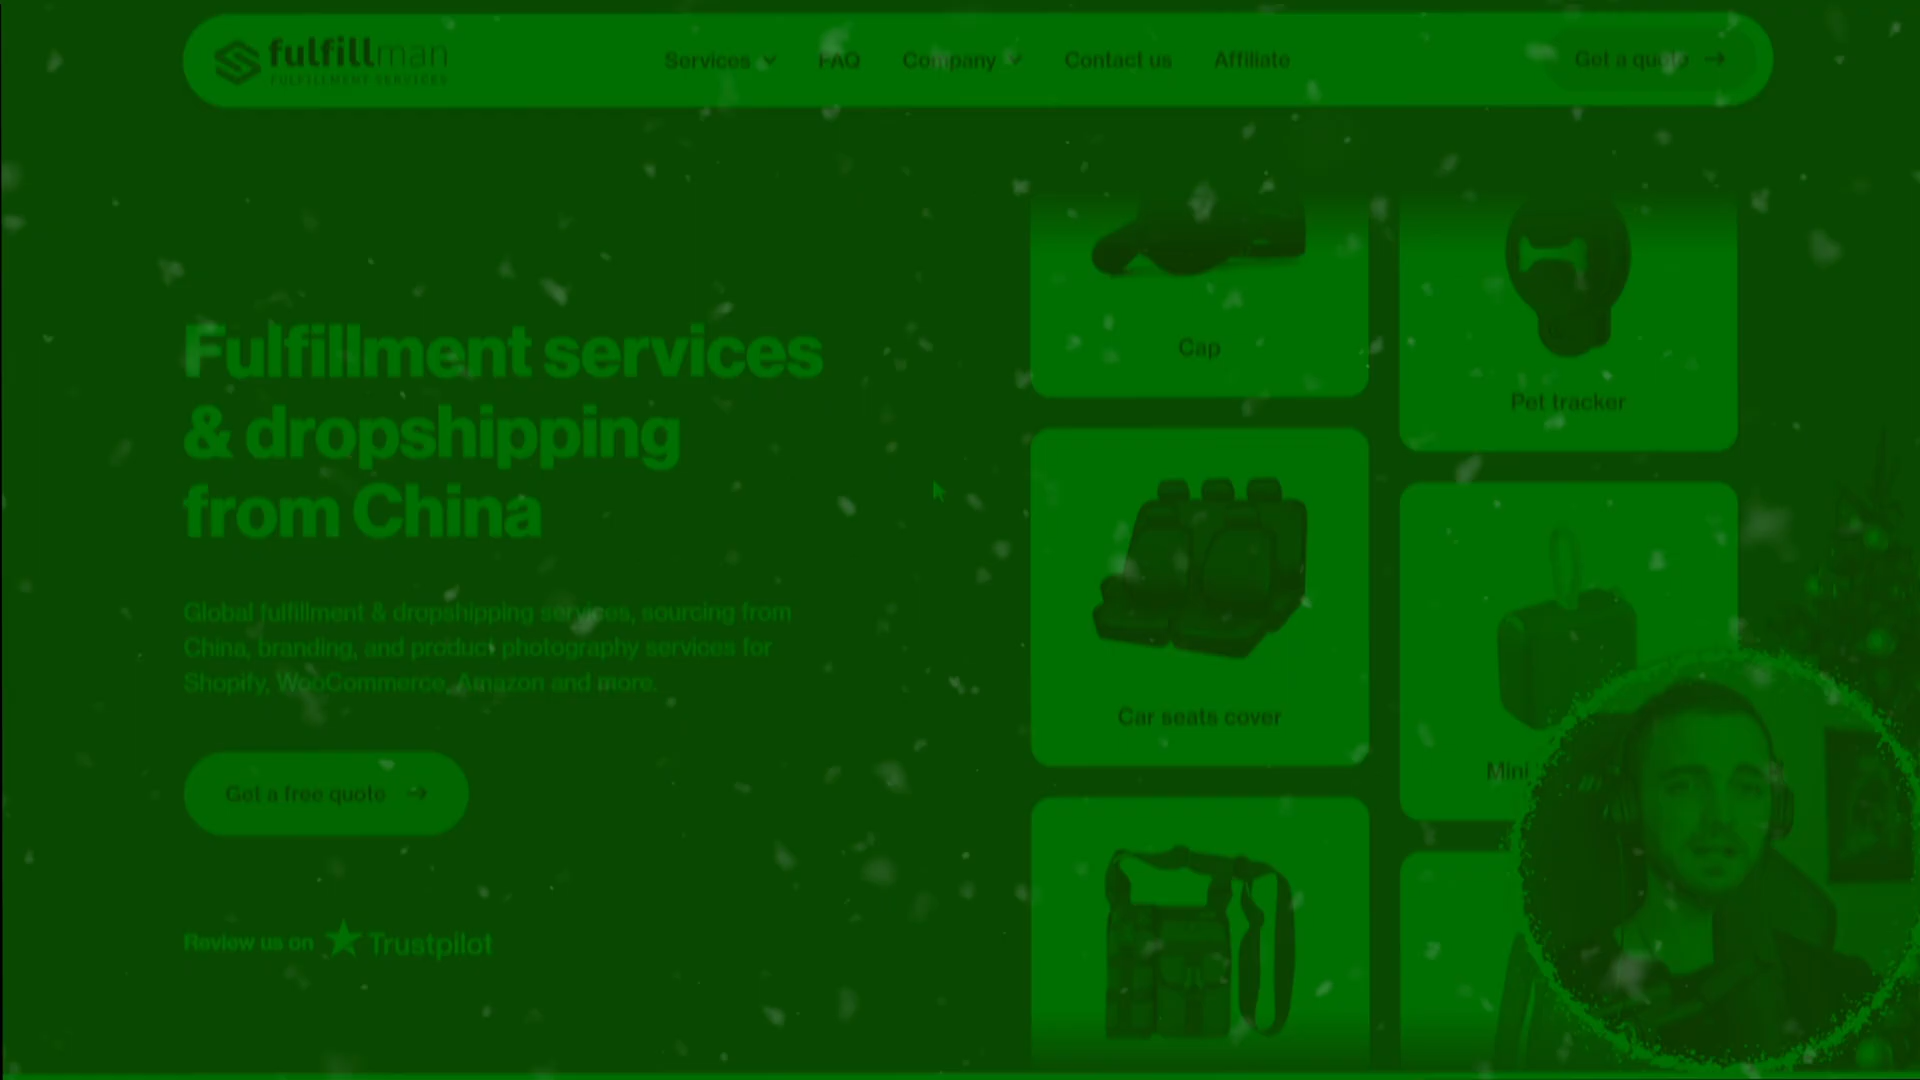 fulfillman
FULFILLMENT SERVICES
Services
FAQ
Company
Contact us
Affiliate
Get a quote
Fulfillment services
& dropshipping
from China
Global fulfillment & dropshipping services, sourcing from
China, branding, and product photography services for
Shopify, WooCommerce, Amazon and more.
Get a free quote
Review us on Trustpilot
Cap
Pet tracker
Car seats cover
Mini